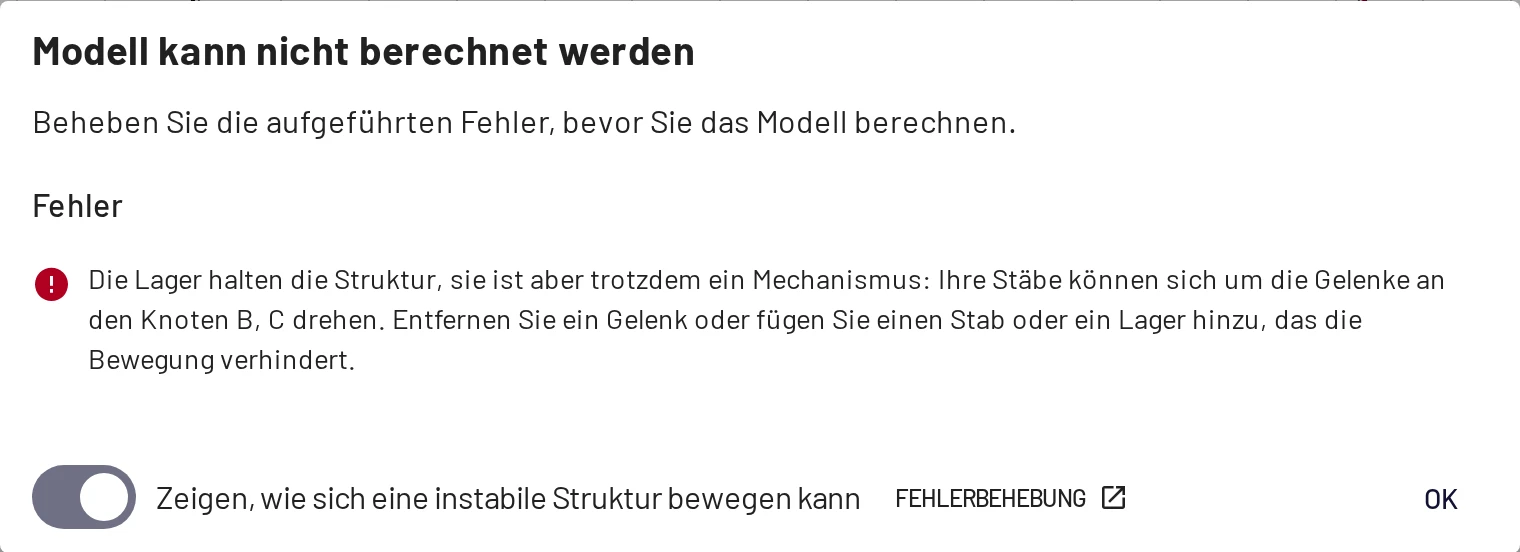 Modell kann nicht berechnet werden
Beheben Sie die aufgeführten Fehler, bevor Sie das Modell berechnen.
Fehler
Die Lager halten die Struktur, sie ist aber trotzdem ein Mechanismus: Ihre Stäbe können sich um die Gelenke an
den Knoten B, C drehen. Entfernen Sie ein Gelenk oder fügen Sie einen Stab oder ein Lager hinzu, das die
Bewegung verhindert.
Zeigen, wie sich eine instabile Struktur bewegen kann FEHLERBEHEBUNG OK